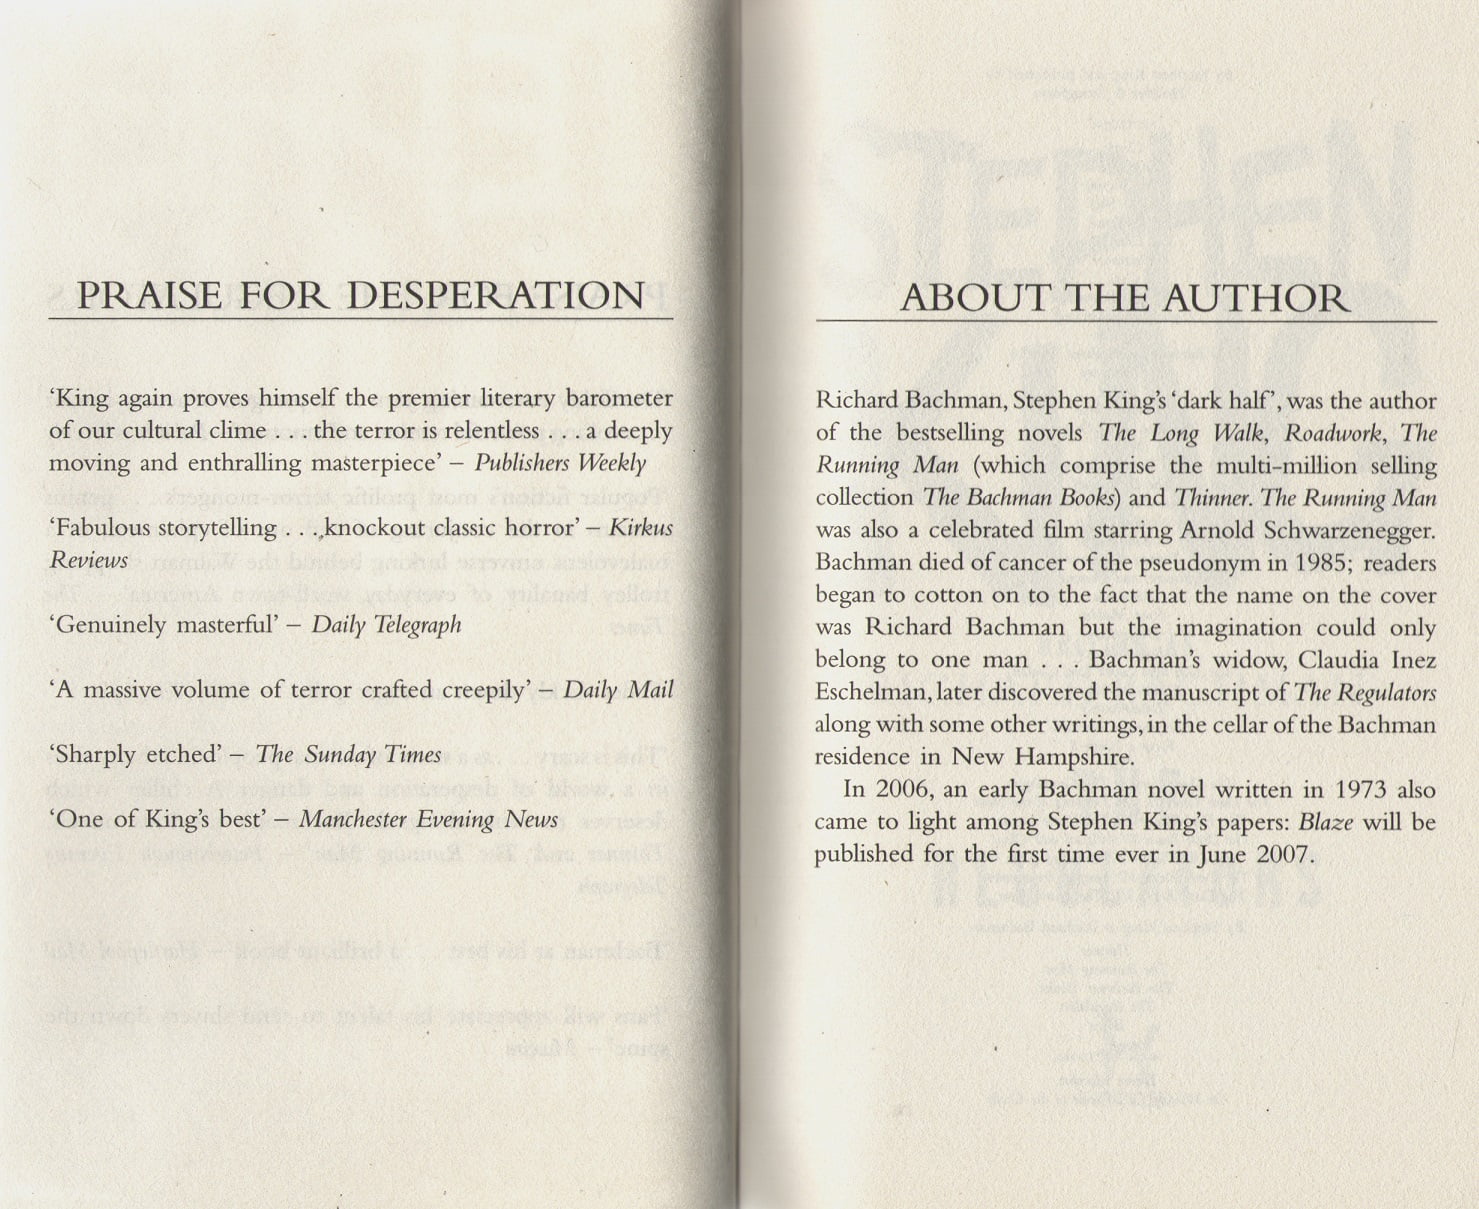 PRAISE FOR DESPERATION
‘King again proves himself the premier literary barometer
of our cultural clime . . . the terror is relentless . . . a deeply
moving and enthralling masterpiece’ – Publishers Weekly
‘Fabulous storytelling . . . knockout classic horror’ – Kirkus
Reviews
‘Genuinely masterful’ – Daily Telegraph
‘A massive volume of terror crafted creepily’ – Daily Mail
‘Sharply etched’ – The Sunday Times
‘One of King’s best’ – Manchester Evening News
ABOUT THE AUTHOR
Richard Bachman, Stephen King’s ‘dark half’, was the author
of the bestselling novels The Long Walk, Roadwork, The
Running Man (which comprise the multi-million selling
collection The Bachman Books) and Thinner. The Running Man
was also a celebrated film starring Arnold Schwarzenegger.
Bachman died of cancer of the pseudonym in 1985; readers
began to cotton on to the fact that the name on the cover
was Richard Bachman but the imagination could only
belong to one man . . . Bachman’s widow, Claudia Inez
Eschelman, later discovered the manuscript of The Regulators
along with some other writings, in the cellar of the Bachman
residence in New Hampshire.
In 2006, an early Bachman novel written in 1973 also
came to light among Stephen King’s papers: Blaze will be
published for the first time ever in June 2007.